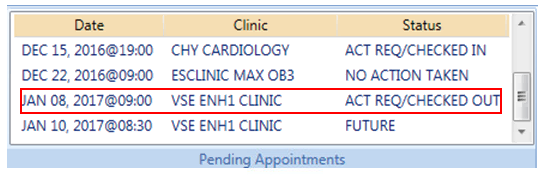 Date Clinic Status
DEC 15, 2016@19:00 CHY CARDIOLOGY ACT REQ/CHECKED IN
DEC 22, 2016@09:00 ESCLINIC MAX OB3 NO ACTION TAKEN
JAN 08, 2017@09:00 VSE ENH1 CLINIC ACT REQ/CHECKED OUT
JAN 10, 2017@08:30 VSE ENH1 CLINIC FUTURE
Pending Appointments